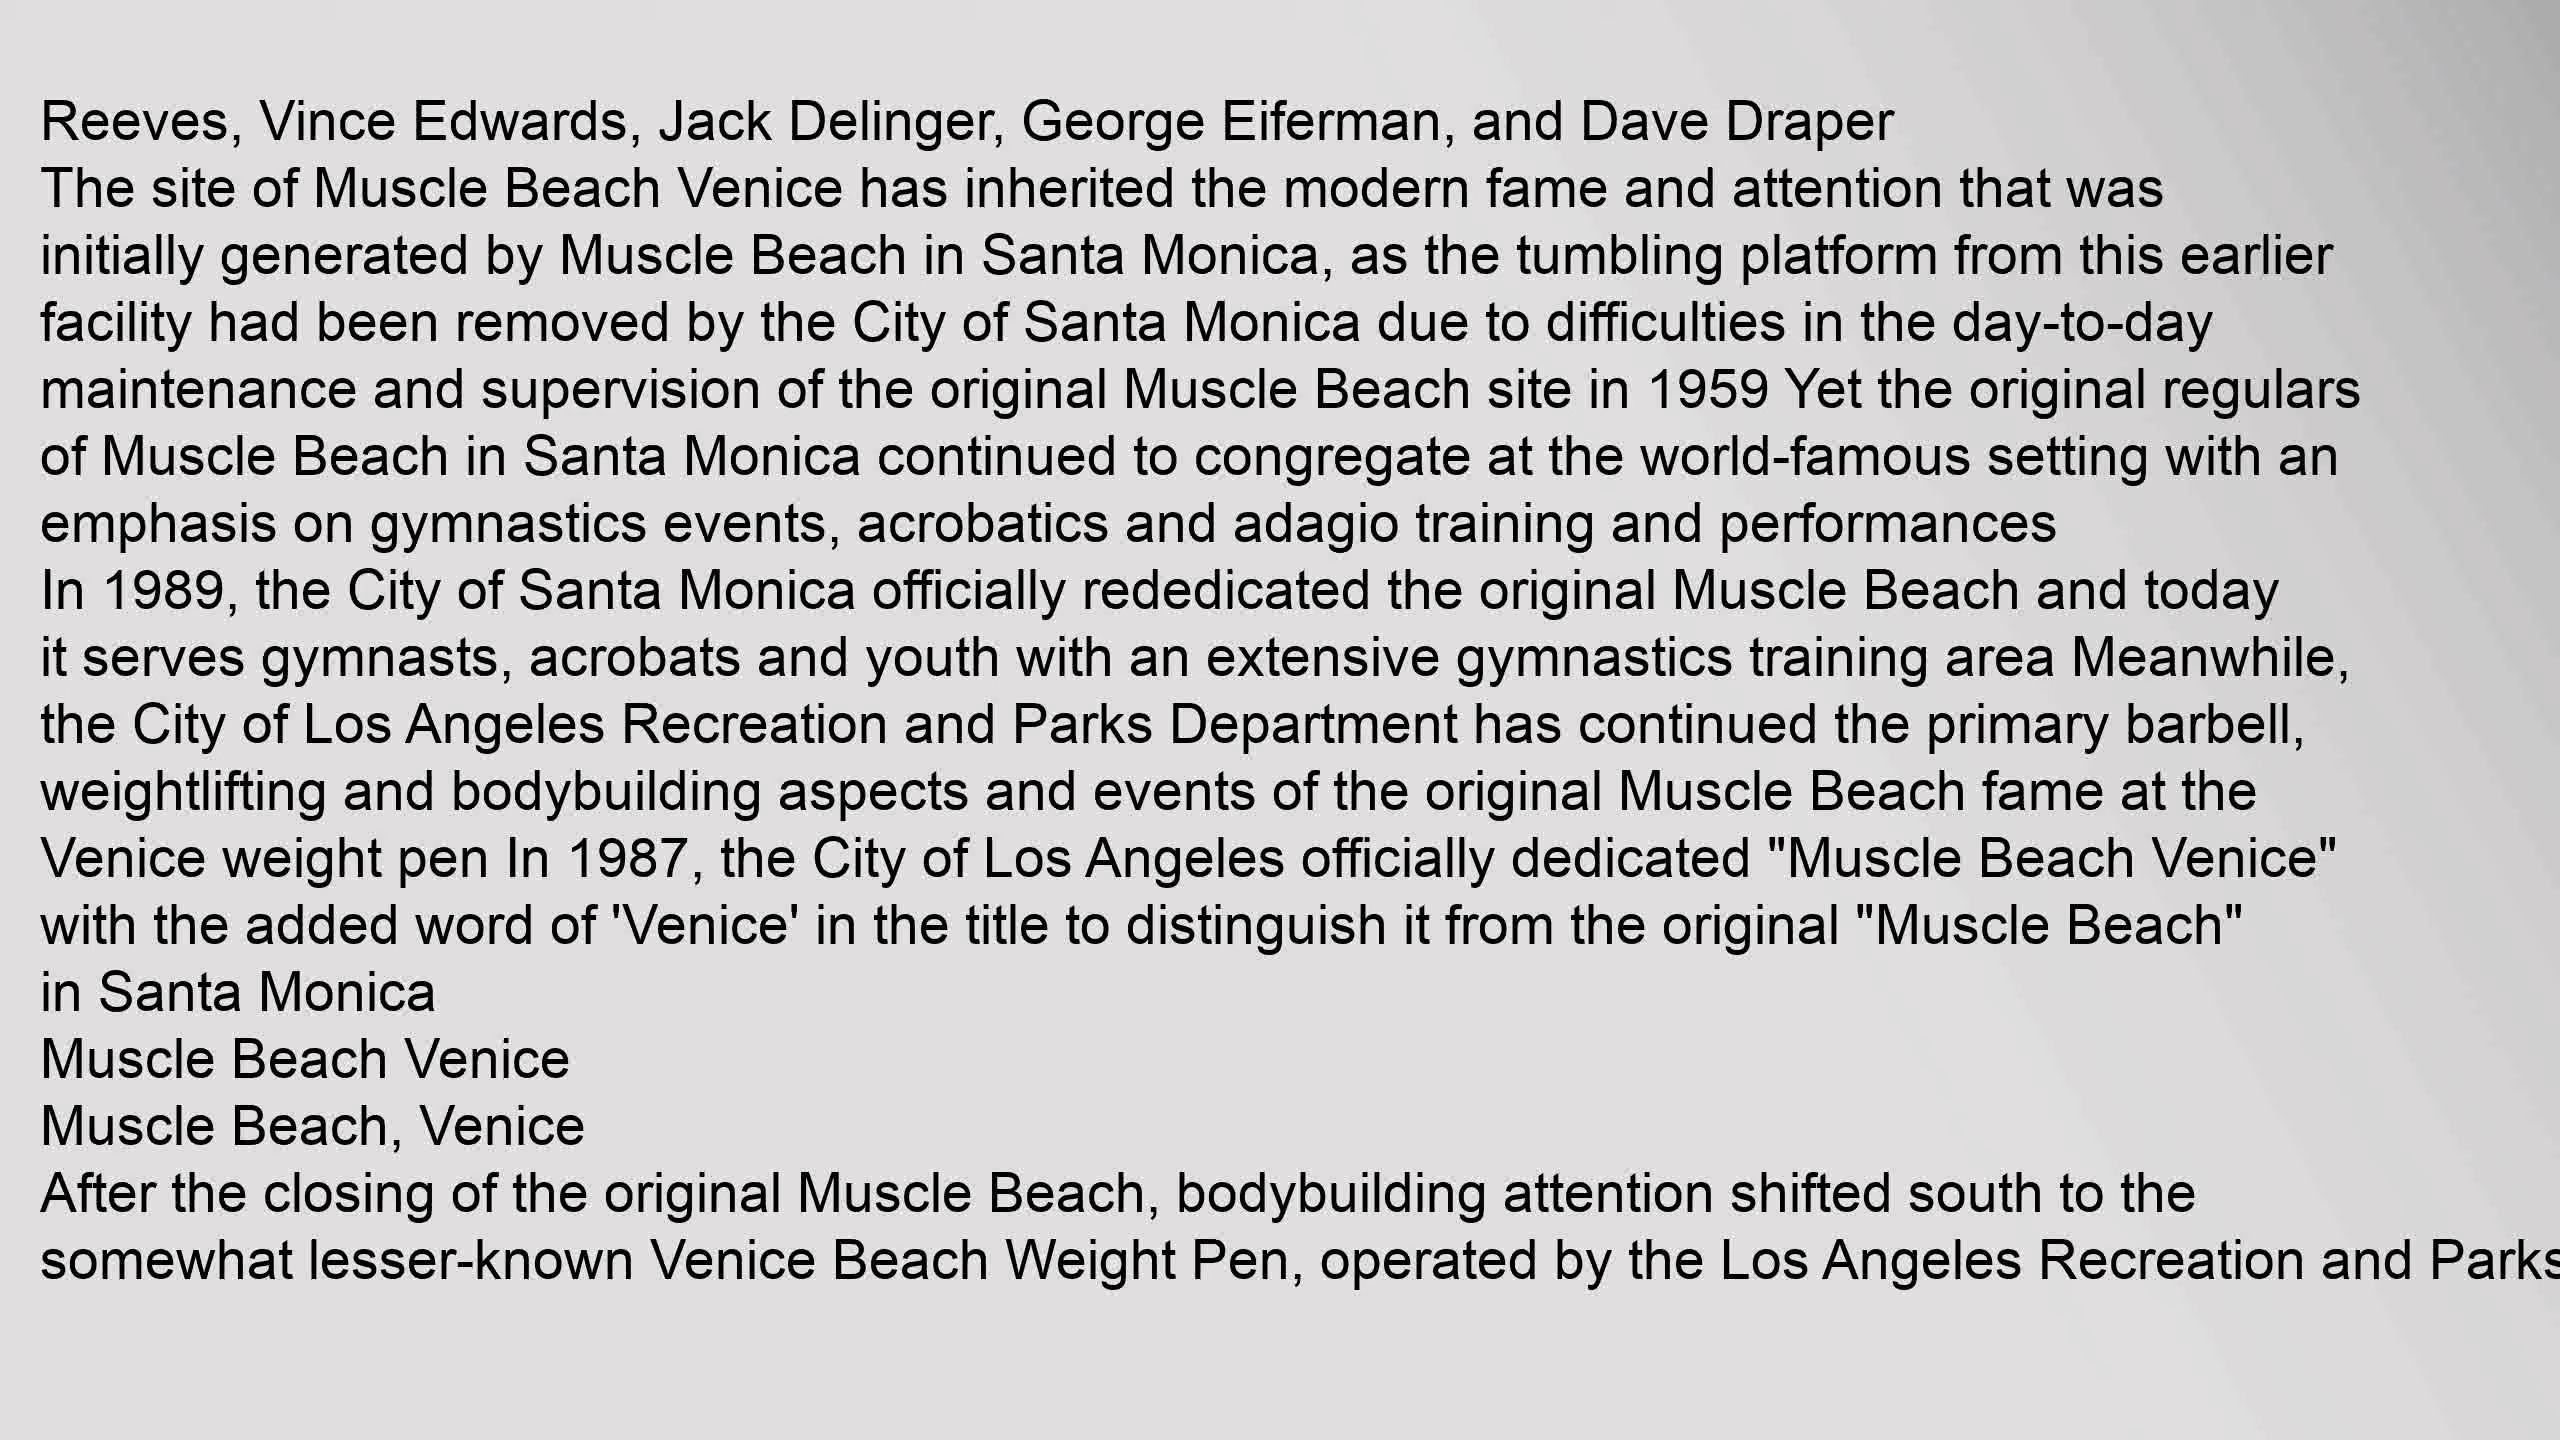 Reeves, Vince Edwards, Jack Delinger, George Eiferman, and Dave Draper
The site of Muscle Beach Venice has inherited the modern fame and attention that was
initially generated by Muscle Beach in Santa Monica, as the tumbling platform from this earlier
facility had been removed by the City of Santa Monica due to difficulties in the day-to-day
maintenance and supervision of the original Muscle Beach site in 1959 Yet the original regulars
of Muscle Beach in Santa Monica continued to congregate at the world-famous setting with an
emphasis on gymnastics events, acrobatics and adagio training and performances
In 1989, the City of Santa Monica officially rededicated the original Muscle Beach and today
it serves gymnasts, acrobats and youth with an extensive gymnastics training area Meanwhile,
the City of Los Angeles Recreation and Parks Department has continued the primary barbell,
weightlifting and bodybuilding aspects and events of the original Muscle Beach fame at the
Venice weight pen In 1987, the City of Los Angeles officially dedicated "Muscle Beach Venice"
with the added word of 'Venice' in the title to distinguish it from the original "Muscle Beach"
in Santa Monica
Muscle Beach Venice
Muscle Beach, Venice
After the closing of the original Muscle Beach, bodybuilding attention shifted south to the
somewhat lesser-known Venice Beach Weight Pen, operated by the Los Angeles Recreation and Parks